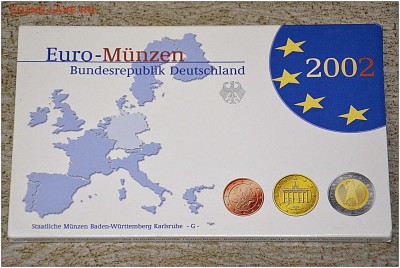 Euro-Münzen
Bundesrepublik Deutschland
2002
Staatliche Münzen Baden-Württemberg Karlsruhe - G -